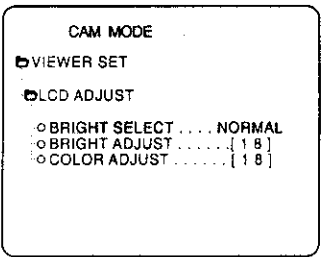 CAM MODE
VIEWER SET
LCD ADJUST
BRIGHT SELECT .... NORMAL
BRIGHT ADJUST ......[ 1 8 ]
COLOR ADJUST ......[ 1 8 ]